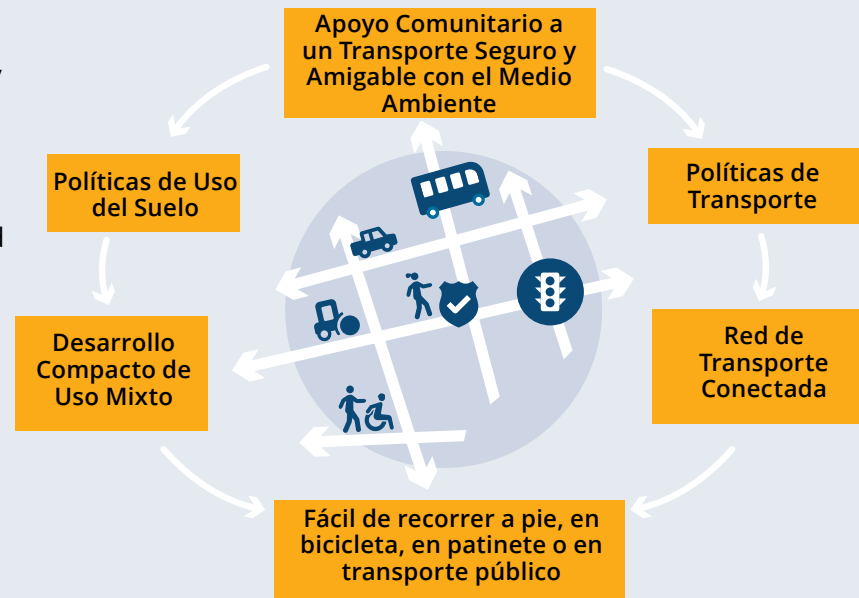 Apoyo Comunitario a
un Transporte Seguro y
Amigable con el Medio
Ambiente
Políticas de Uso
del Suelo
Políticas de
Transporte
Desarrollo
Compacto de
Uso Mixto
Red de
Transporte
Conectada
Fácil de recorrer a pie, en
bicicleta, en patinete o en
transporte público